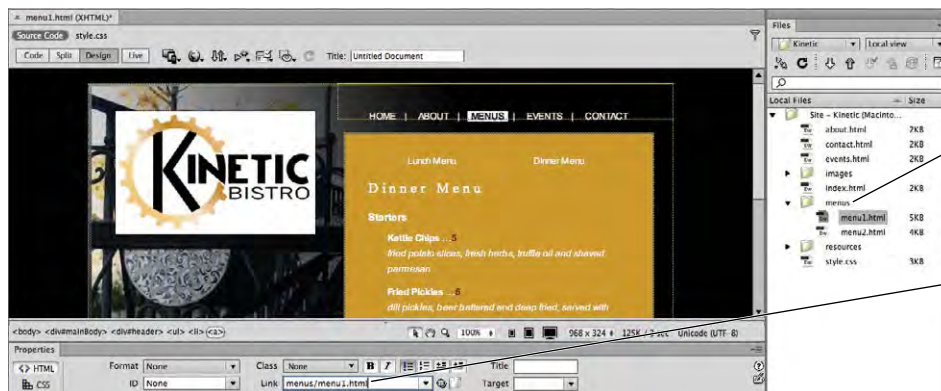 menu1.html (XHTML)*
Source Code style.css
Code Split Design Live Title: Untitled Document
HOME | ABOUT | MENUS | EVENTS | CONTACT
KINETIC
BISTRO
Lunch Menu Dinner Menu
Dinner Menu
Starters
Kettle Chips ...5
fried potato slices, fresh herbs, truffle oil and shaved
parmesan
Fried Pickles ...5
dill pickles, beer battered and deep fried, served with
<body> <div#mainBody> <div#header> <ul> <li> <a> 100% 968 x 324 125K / 3 sec Unicode (UTF-8)
Properties
<> HTML Format None Class None B I Title
CSS ID None Link menus/menu1.html Target
Files
Kinetic Local view
Local Files Size
Site - Kinetic (Macinto...
about.html 2KB
contact.html 2KB
events.html 2KB
images
index.html 2KB
menus
menu1.html 5KB
menu2.html 4KB
resources
style.css 3KB